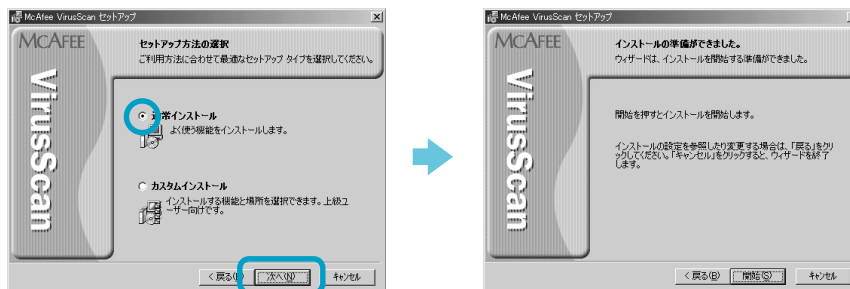 McAfee VirusScan セットアップ
MCAFEE
VirusScan
セットアップ方法の選択
ご利用方法に合わせて最適なセットアップ タイプを選択してください。
通常インストール
よく使う機能をインストールします。
カスタムインストール
インストールする機能と場所を選択できます。上級ユ
ーザー向けです。
< 戻る(B)
次へ(N)
キャンセル
McAfee VirusScan セットアップ
MCAFEE
VirusScan
インストールの準備ができました。
ウィザードは、インストールを開始する準備ができました。
開始を押すとインストールを開始します。
インストールの設定を参照したり変更する場合は、「戻る」をクリ
ックしてください。「キャンセル」をクリックすると、ウィザードを終了
します。
< 戻る(B)
開始(S)
キャンセル